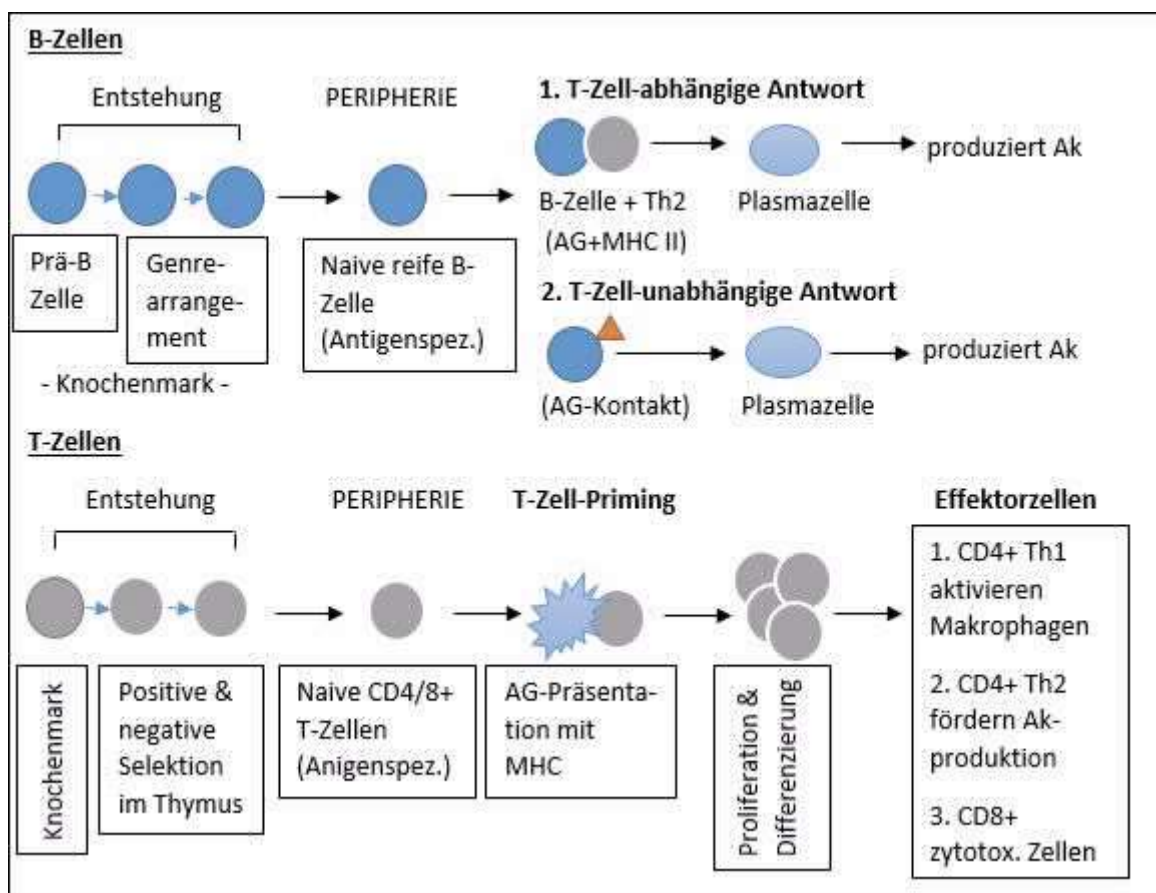 B-Zellen
Entstehung
PERIPHERIE
1. T-Zell-abhängige Antwort
produziert Ak
B-Zelle + Th2
(AG+MHC II)
Plasmazelle
Prä-B
Zelle
Genre-
arrange-
ment
- Knochenmark -
Naive reife B-
Zelle
(Antigenspez.)
2. T-Zell-unabhängige Antwort
produziert Ak
(AG-Kontakt)
Plasmazelle
T-Zellen
Entstehung
PERIPHERIE
T-Zell-Priming
Effektorzellen
Knochenmark
Positive &
negative
Selektion
im Thymus
Naive CD4/8+
T-Zellen
(Anigenspez.)
AG-Präsenta-
tion mit
MHC
Proliferation &
Differenzierung
1. CD4+ Th1
aktivieren
Makrophagen
2. CD4+ Th2
fördern Ak-
produktion
3. CD8+
zytotox. Zellen